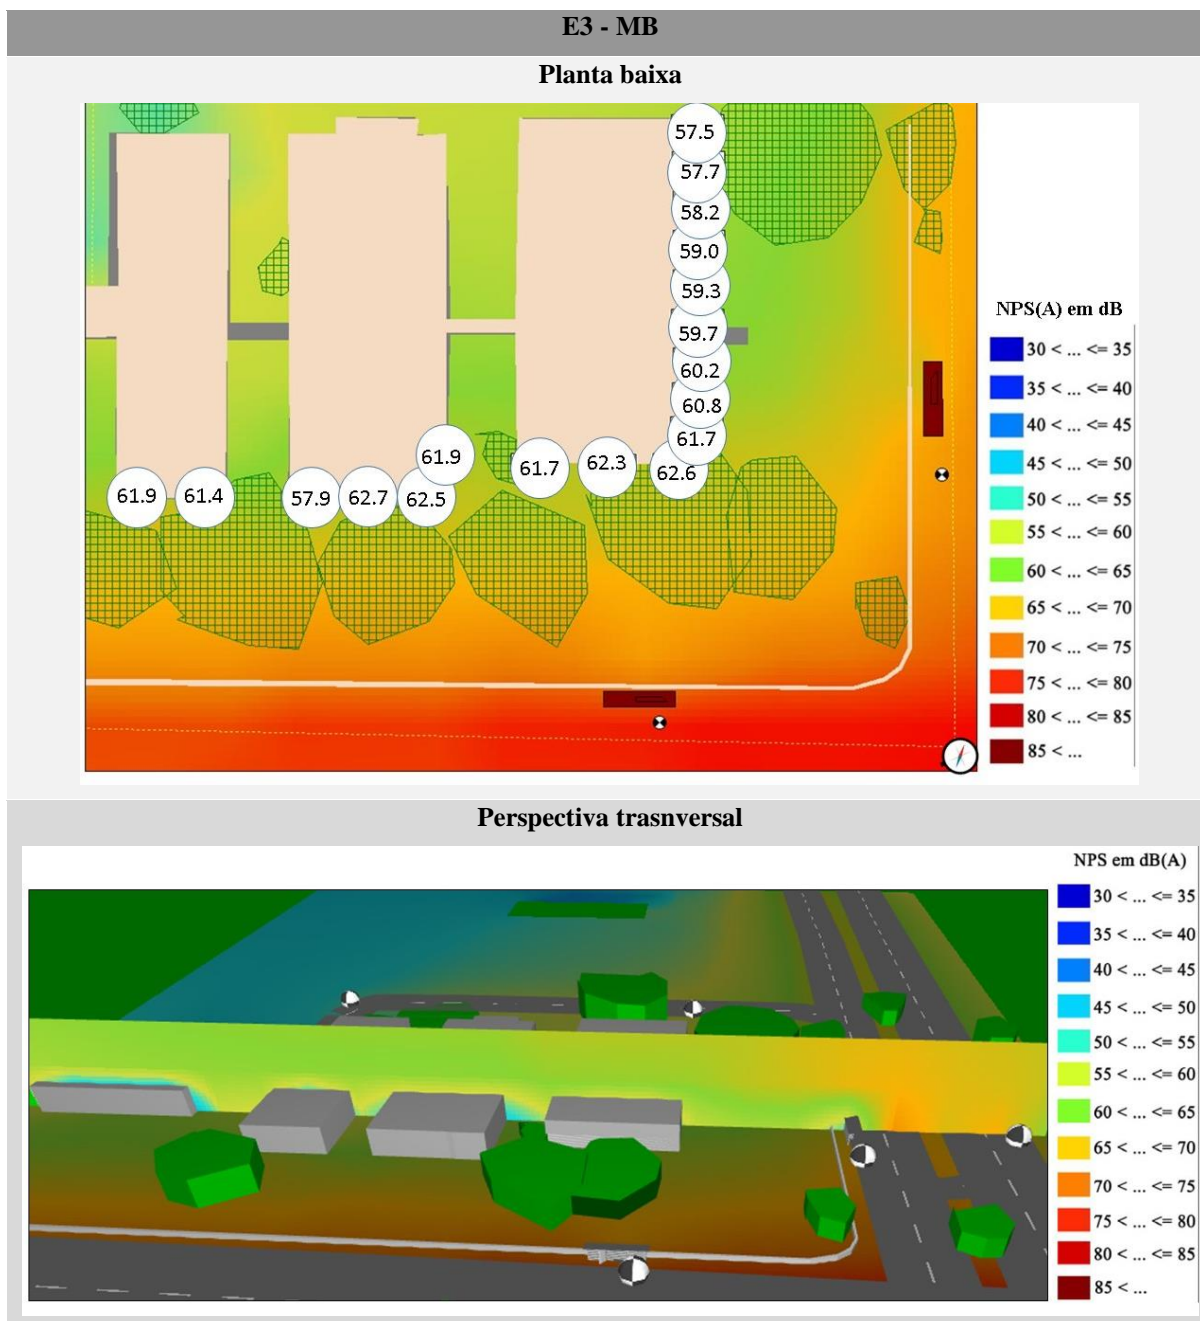 E3 - MB
Planta baixa
57.5
57.7
58.2
59.0
59.3
59.7
60.2
60.8
61.7
61.9
61.7
62.3
62.6
61.9
61.4
57.9
62.7
62.5
NPS(A) em dB
30 < ... <= 35
35 < ... <= 40
40 < ... <= 45
45 < ... <= 50
50 < ... <= 55
55 < ... <= 60
60 < ... <= 65
65 < ... <= 70
70 < ... <= 75
75 < ... <= 80
80 < ... <= 85
85 < ...
Perspectiva trasnversal
NPS em dB(A)
30 < ... <= 35
35 < ... <= 40
40 < ... <= 45
45 < ... <= 50
50 < ... <= 55
55 < ... <= 60
60 < ... <= 65
65 < ... <= 70
70 < ... <= 75
75 < ... <= 80
80 < ... <= 85
85 < ...